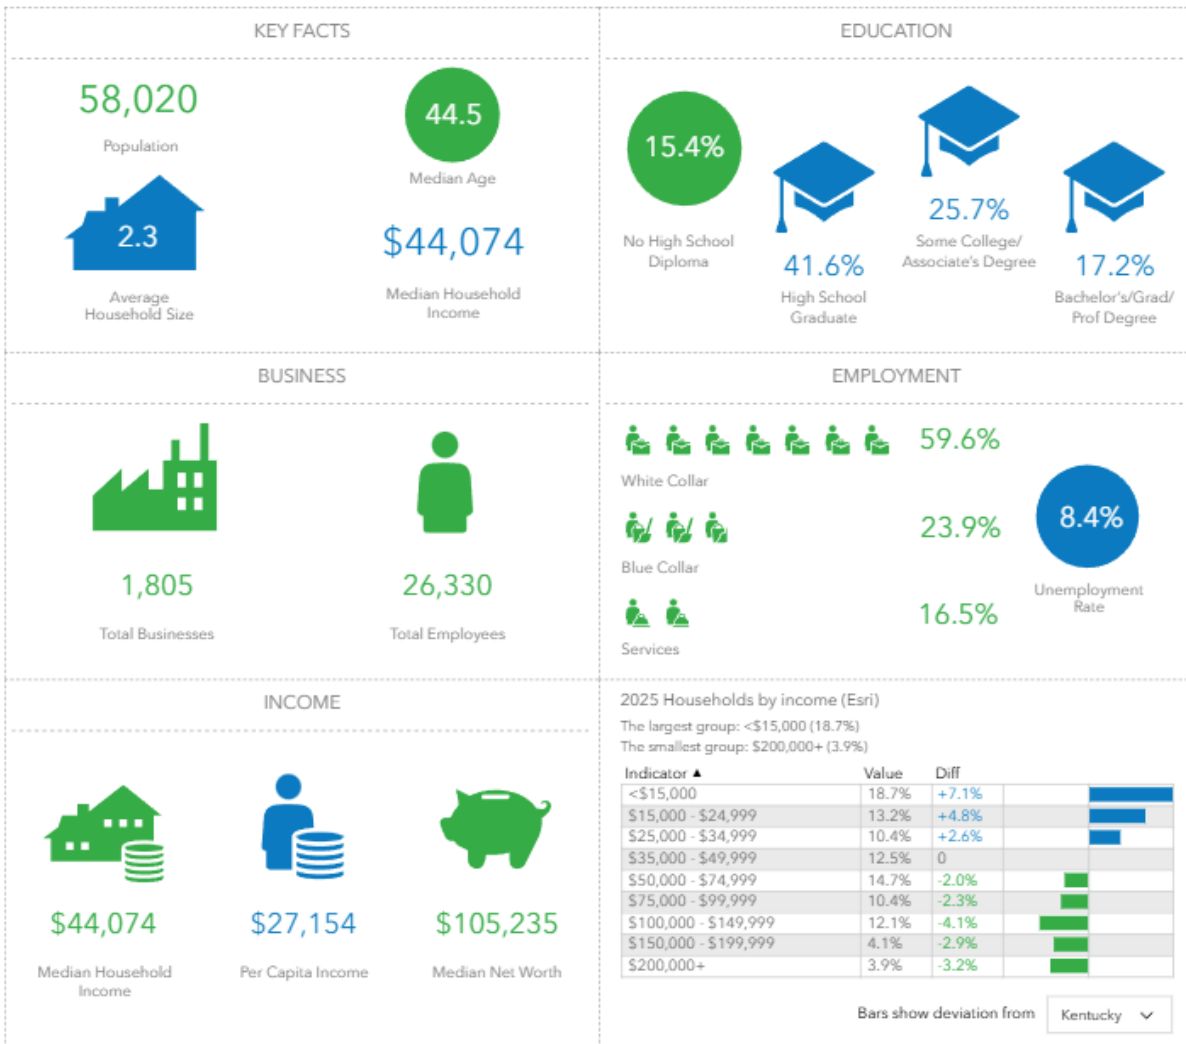 KEY FACTS
58,020
Population
44.5
Median Age
2.3
Average
Household Size
$44,074
Median Household
Income
EDUCATION
15.4%
No High School
Diploma
41.6%
High School
Graduate
25.7%
Some College/
Associate's Degree
17.2%
Bachelor's/Grad/
Prof Degree
BUSINESS
1,805
Total Businesses
26,330
Total Employees
EMPLOYMENT
59.6%
White Collar
23.9%
Blue Collar
16.5%
Services
8.4%
Unemployment
Rate
INCOME
$44,074
Median Household
Income
$27,154
Per Capita Income
$105,235
Median Net Worth
2025 Households by income (Esri)
The largest group: <$15,000 (18.7%)
The smallest group: $200,000+ (3.9%)
Indicator ▲ Value Diff
<$15,000 18.7% +7.1%
$15,000 - $24,999 13.2% +4.8%
$25,000 - $34,999 10.4% +2.6%
$35,000 - $49,999 12.5% 0
$50,000 - $74,999 14.7% -2.0%
$75,000 - $99,999 10.4% -2.3%
$100,000 - $149,999 12.1% -4.1%
$150,000 - $199,999 4.1% -2.9%
$200,000+ 3.9% -3.2%
Bars show deviation from Kentucky